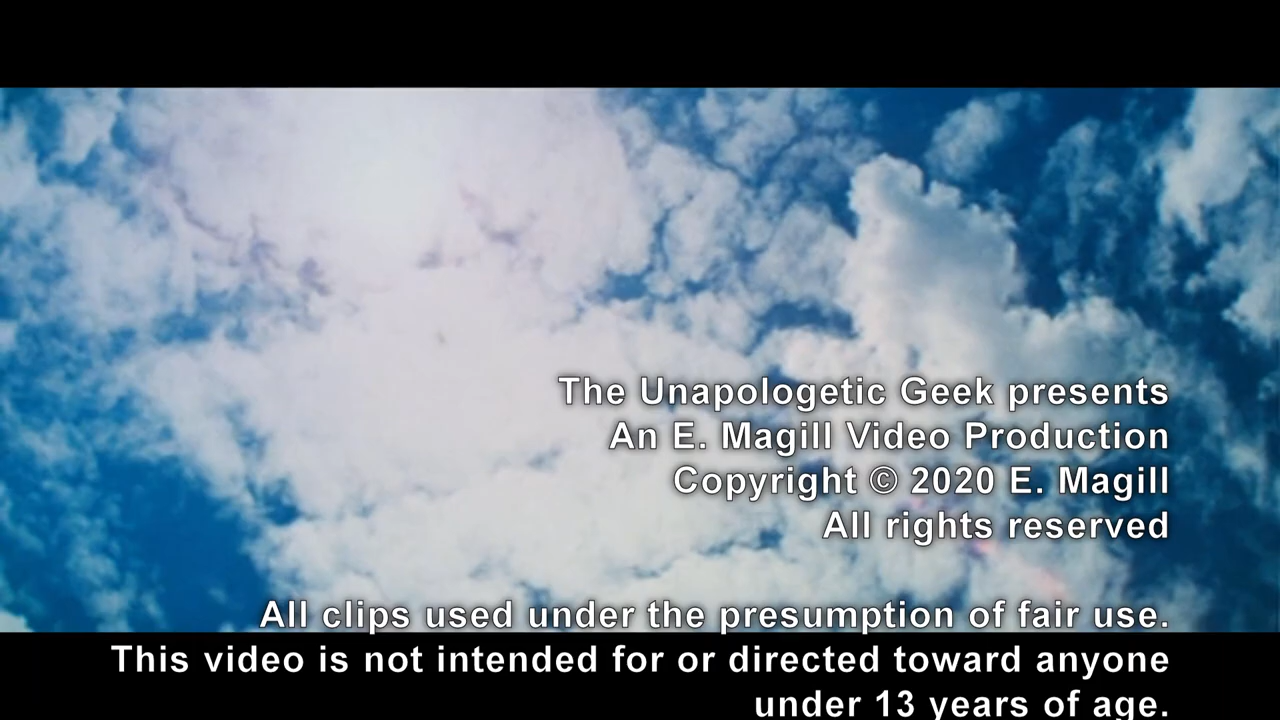 The Unapologetic Geek presents
An E. Magill Video Production
Copyright © 2020 E. Magill
All rights reserved
All clips used under the presumption of fair use.
This video is not intended for or directed toward anyone
under 13 years of age.